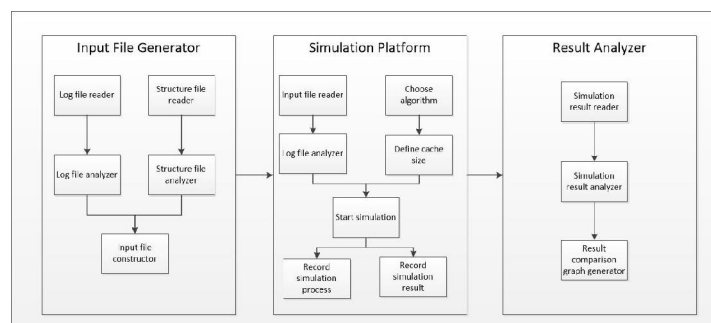 Input File Generator
Log file reader
Structure file
reader
Log file analyzer
Structure file
analyzer
Input file
constructor
Simulation Platform
Input file reader
Choose
algorithm
Log file analyzer
Define cache
size
Start simulation
Record
simulation
process
Record
simulation
result
Result Analyzer
Simulation
result reader
Simulation
result analyzer
Result
comparison
graph generator